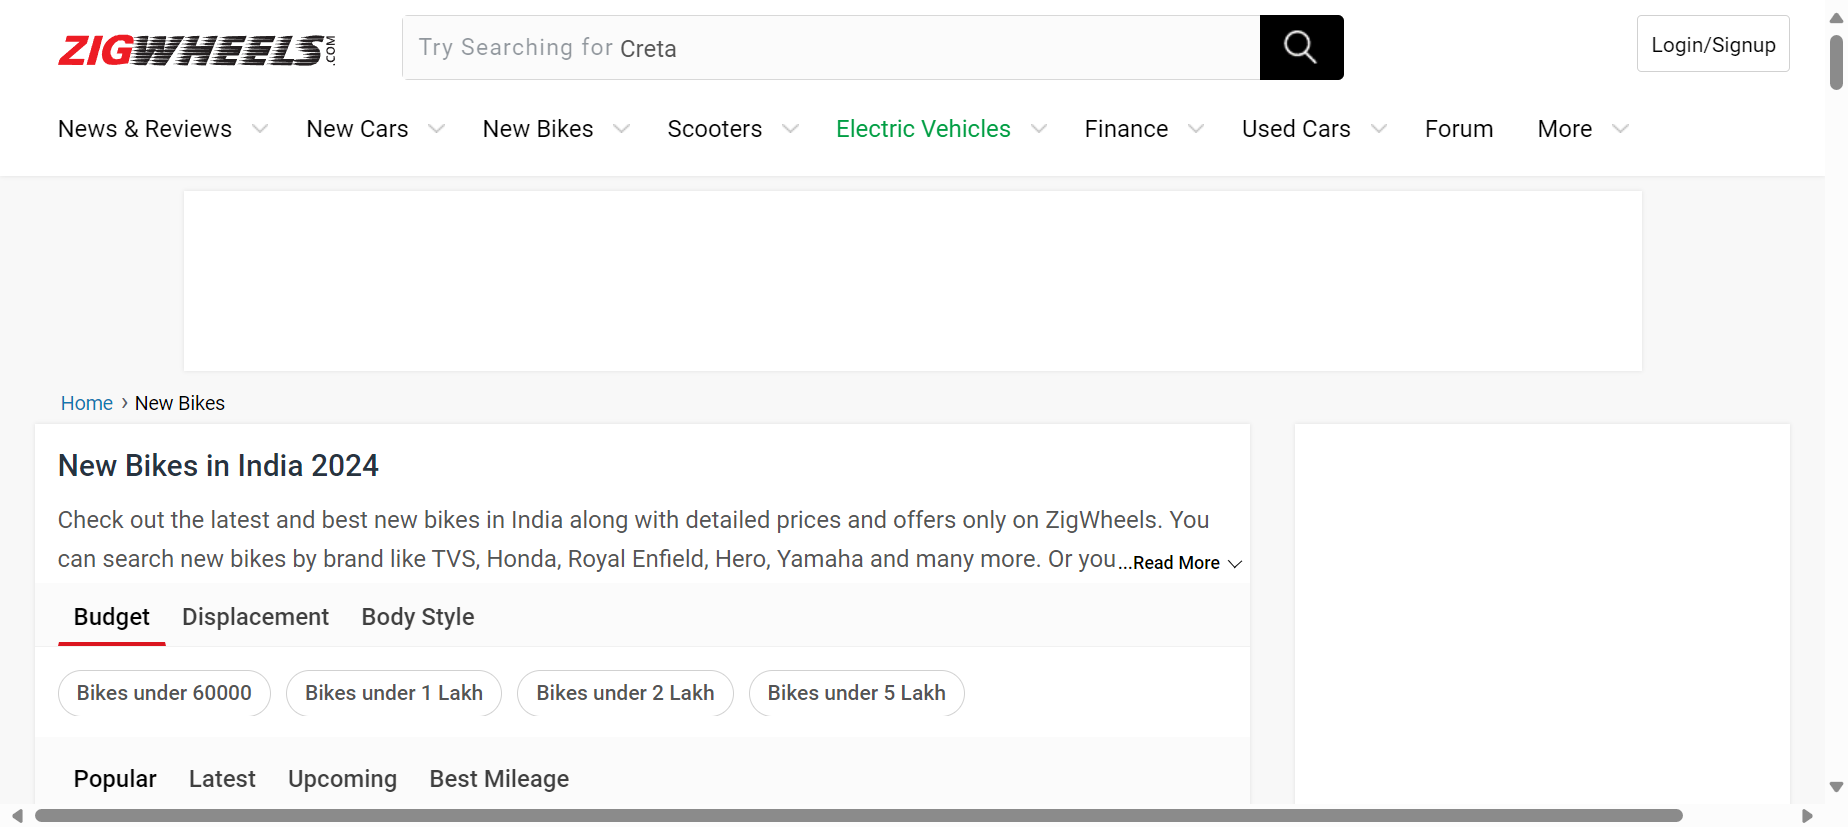 ZIGWHEELS.COM
Try Searching for Creta
Login/Signup
News & Reviews New Cars New Bikes Scooters Electric Vehicles Finance Used Cars Forum More
Home › New Bikes
New Bikes in India 2024
Check out the latest and best new bikes in India along with detailed prices and offers only on ZigWheels. You
can search new bikes by brand like TVS, Honda, Royal Enfield, Hero, Yamaha and many more. Or you ...Read More
Budget Displacement Body Style
Bikes under 60000 Bikes under 1 Lakh Bikes under 2 Lakh Bikes under 5 Lakh
Popular Latest Upcoming Best Mileage